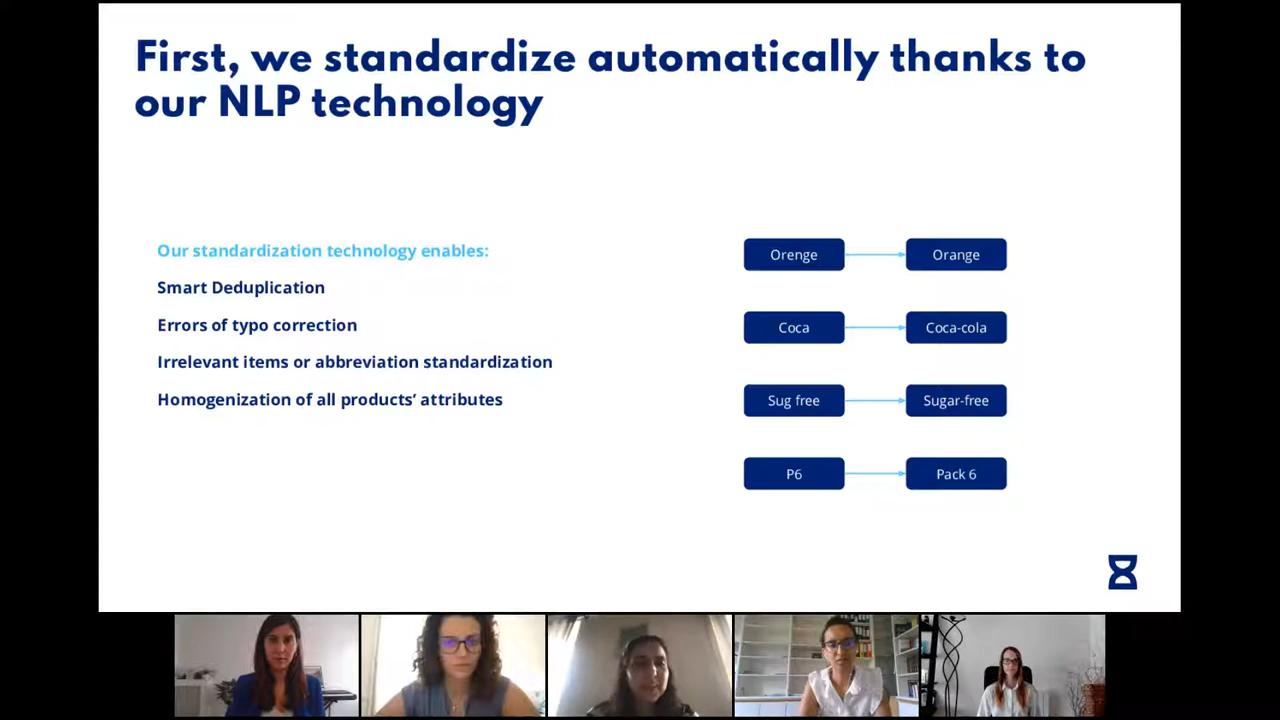 First, we standardize automatically thanks to
our NLP technology
Our standardization technology enables:
Smart Deduplication
Errors of typo correction
Irrelevant items or abbreviation standardization
Homogenization of all products’ attributes
Orenge
Orange
Coca
Coca-cola
Sug free
Sugar-free
P6
Pack 6